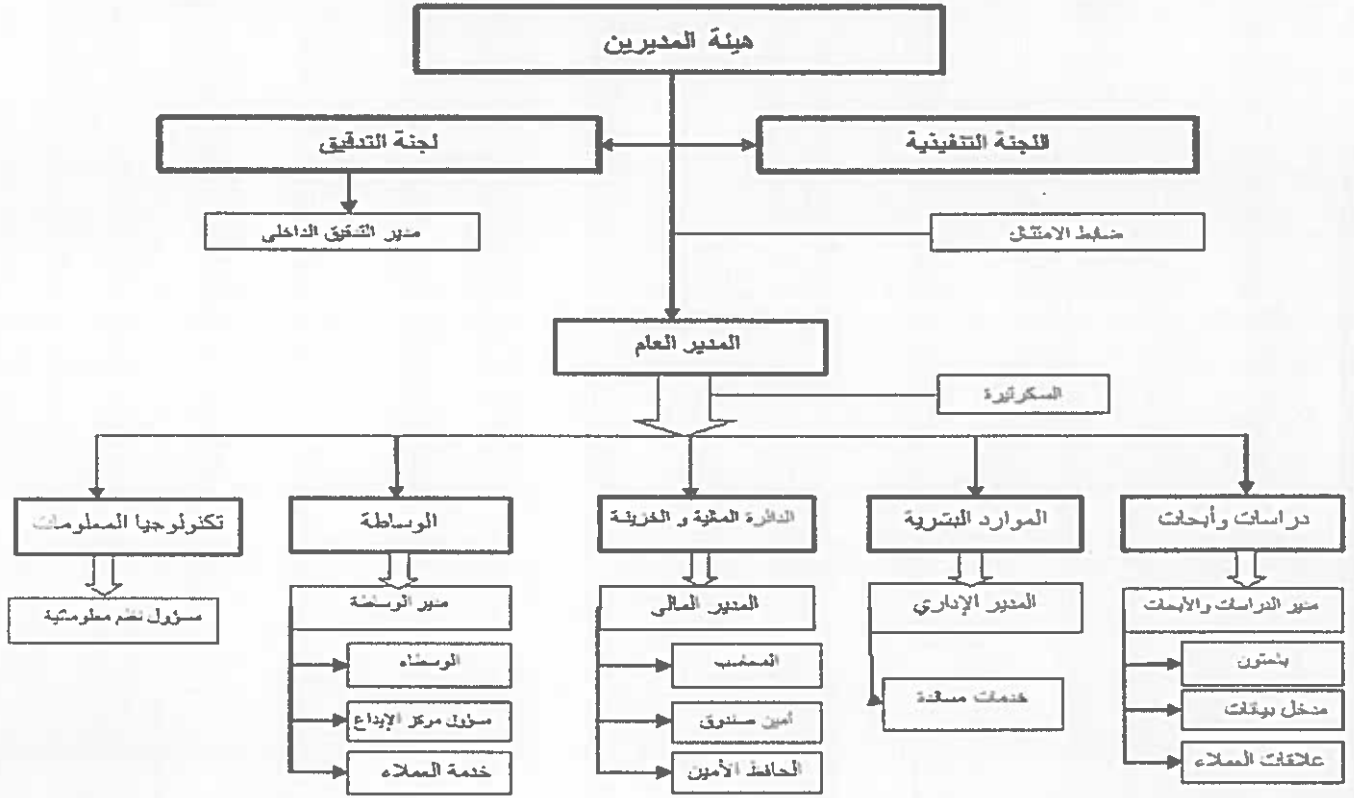 هيئة المديرين
اللجنة التنفيذية
لجنة التدقيق
ضابط الامتثال
مدير التدقيق الداخلي
المدير العام
السكرتيرة
دراسات وأبحاث
الموارد البشرية
الدائرة المالية و الخزينة
الوساطة
تكنولوجيا المعلومات
مدير الدراسات والأبحاث
المدير الإداري
المدير المالي
مدير الوساطة
مسؤول نظم معلوماتية
باحثون
المحاسب
الوسطاء
مدخل بيانات
خدمات مساندة
أمين صندوق
مسؤول مركز الإيداع
علاقات العملاء
الحافظ الأمين
خدمة العملاء